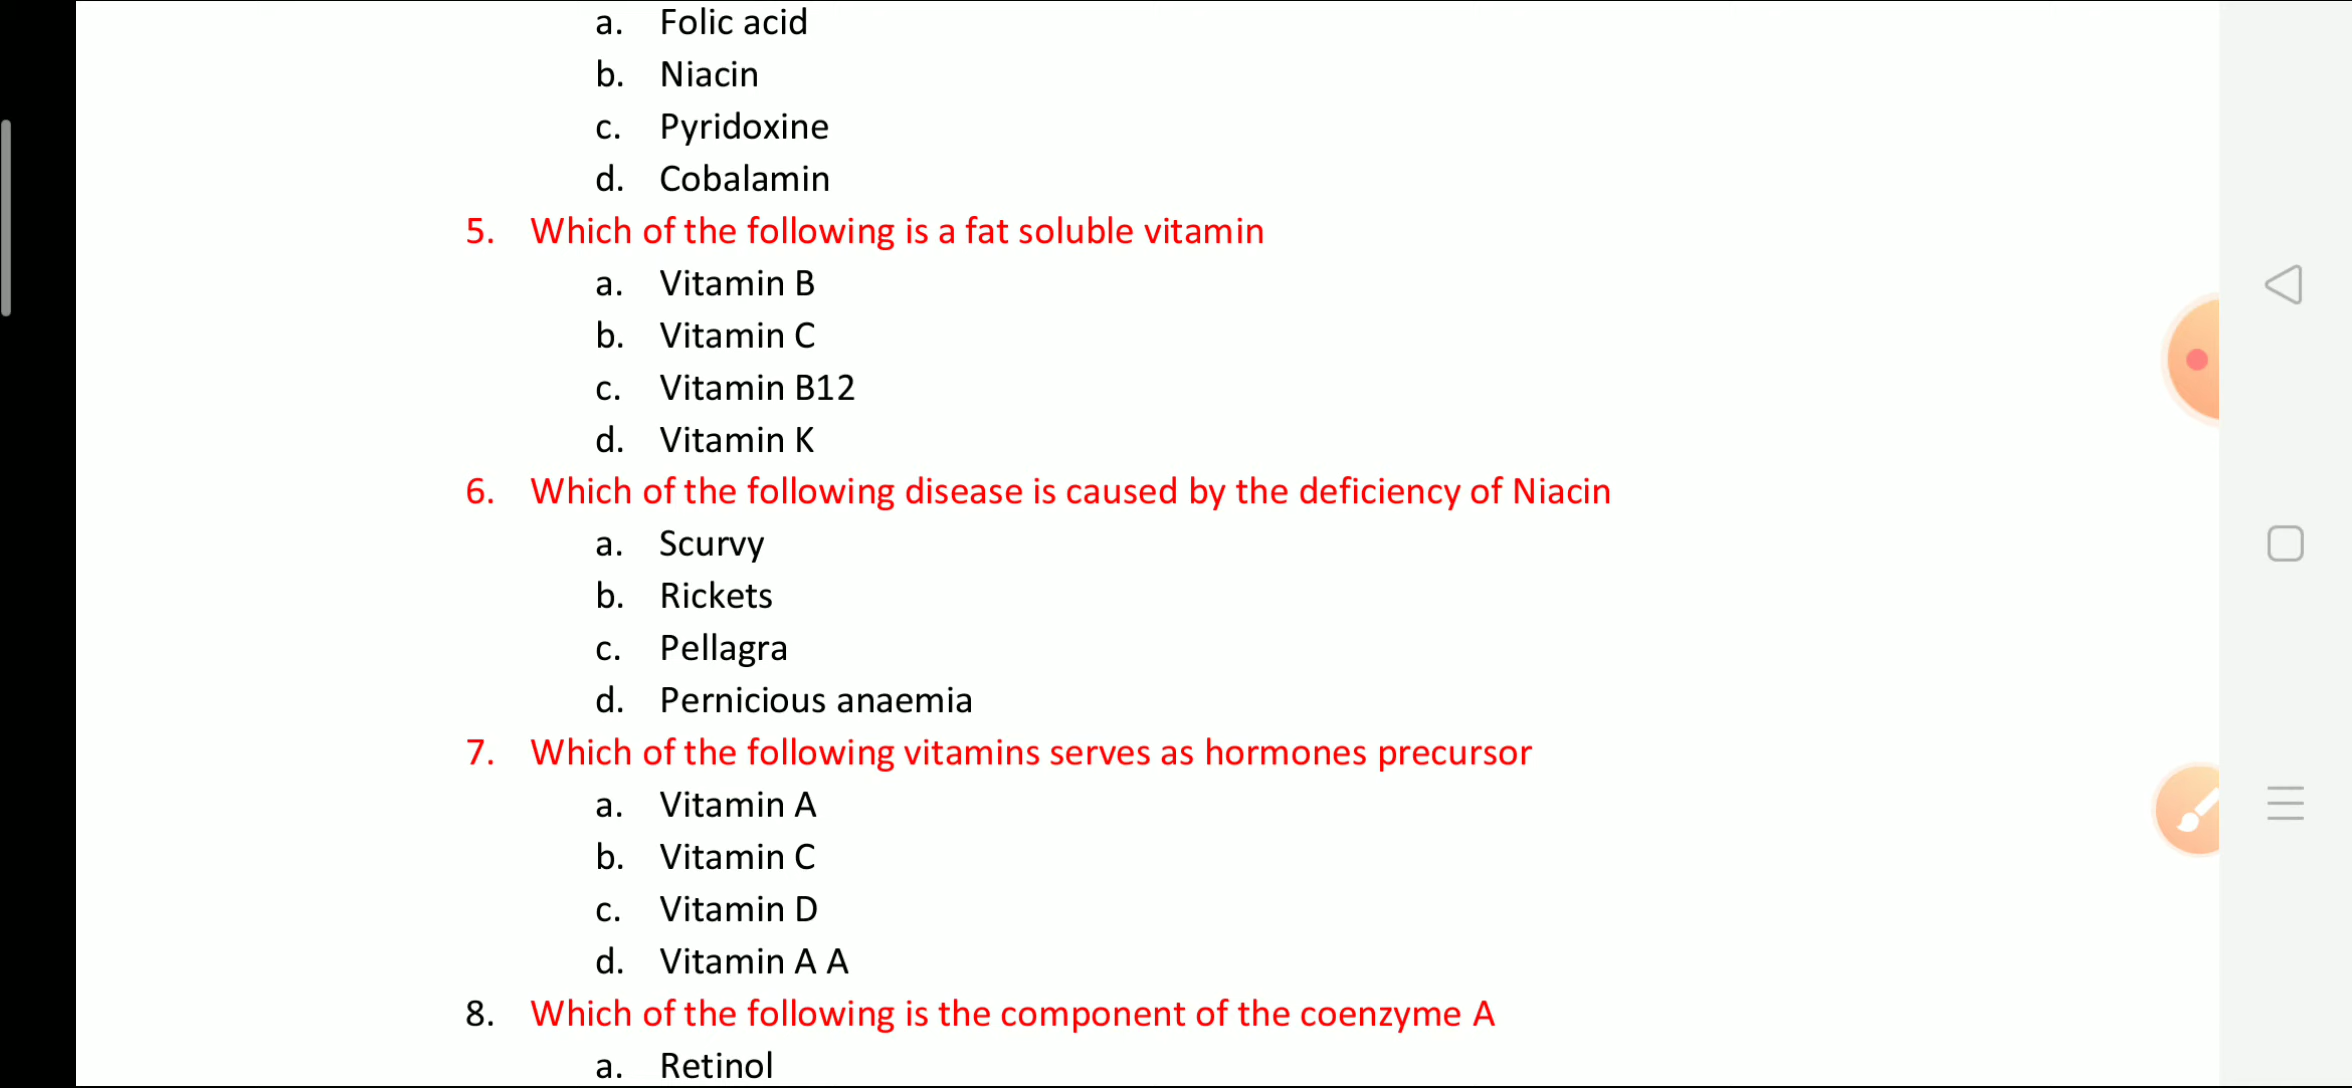 a. Folic acid
b. Niacin
c. Pyridoxine
d. Cobalamin
5. Which of the following is a fat soluble vitamin
a. Vitamin B
b. Vitamin C
c. Vitamin B12
d. Vitamin K
6. Which of the following disease is caused by the deficiency of Niacin
a. Scurvy
b. Rickets
c. Pellagra
d. Pernicious anaemia
7. Which of the following vitamins serves as hormones precursor
a. Vitamin A
b. Vitamin C
c. Vitamin D
d. Vitamin A A
8. Which of the following is the component of the coenzyme A
a. Retinol